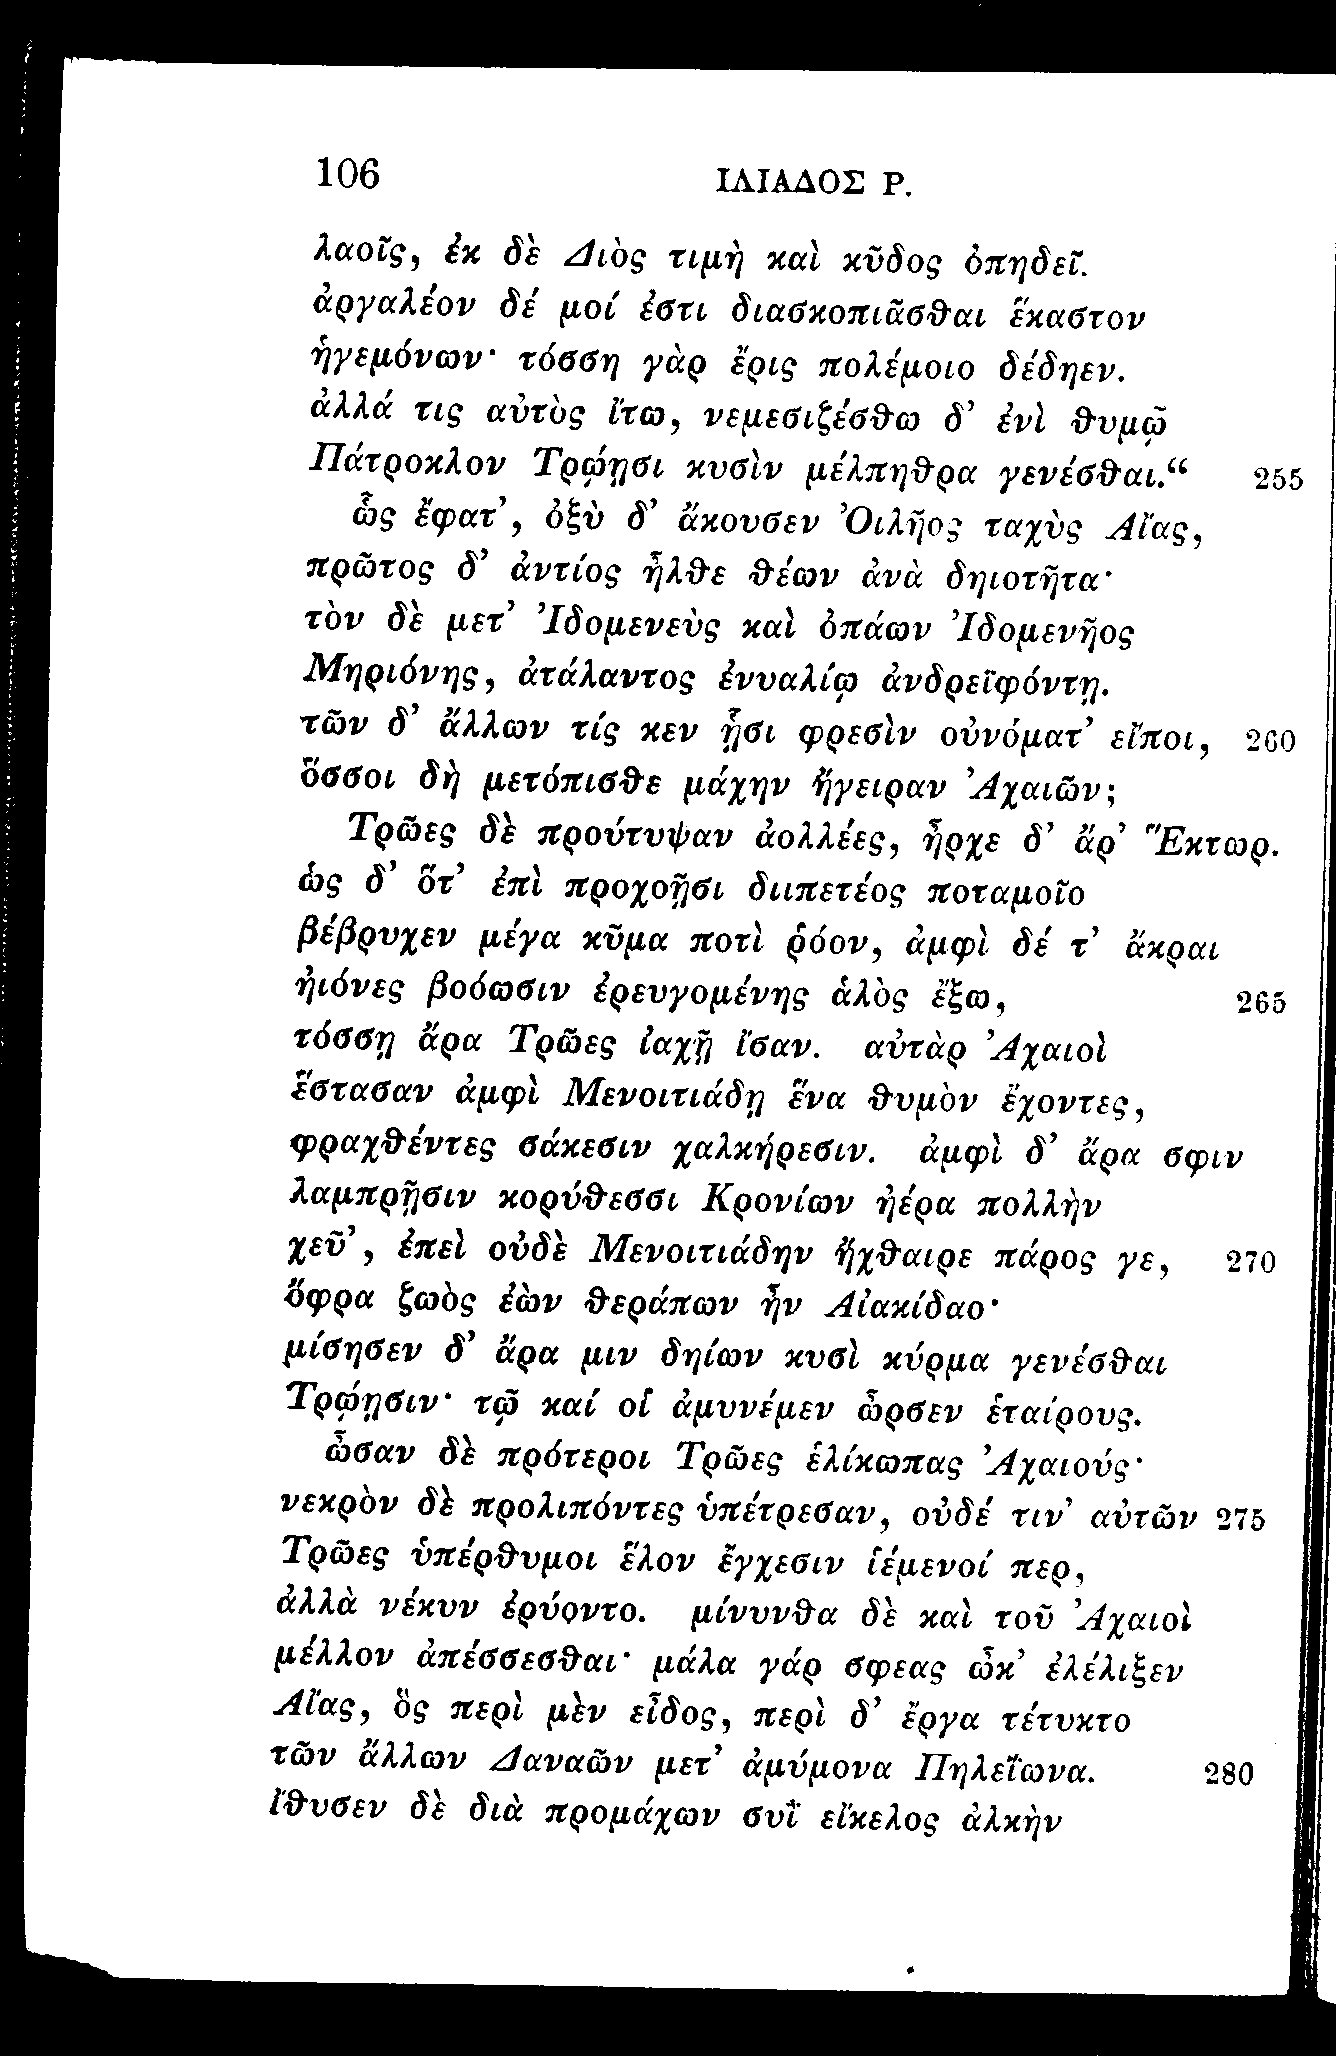 106 ΙΛΙΑΔΟΣ Ρ.
λαοῖς, ἐκ δὲ Διὸς τιμὴ καὶ κῦδος ὀπηδεῖ.
ἀργαλέον δέ μοί ἐστι διασκοπιᾶσθαι ἕκαστον
ἡγεμόνων· τόσση γὰρ ἔρις πολέμοιο δέδηεν.
ἀλλά τις αὐτὸς ἴτω, νεμεσιζέσθω δ’ ἐνὶ θυμῷ
Πάτροκλον Τρῴῃσι κυσὶν μέλπηθρα γενέσθαι.“ 255
ὣς ἔφατ’, ὀξὺ δ’ ἄκουσεν Ὀιλῆος ταχὺς Αἴας,
πρῶτος δ’ ἀντίος ἦλθε θέων ἀνὰ δηιοτῆτα·
τὸν δὲ μετ’ Ἰδομενεὺς καὶ ὀπάων Ἰδομενῆος
Μηριόνης, ἀτάλαντος ἐνυαλίῳ ἀνδρεϊφόντῃ.
τῶν δ’ ἄλλων τίς κεν ᾗσι φρεσὶν οὐνόματ’ εἴποι, 260
ὅσσοι δὴ μετόπισθε μάχην ἤγειραν Ἀχαιῶν;
Τρῶες δὲ προύτυψαν ἀολλέες, ἦρχε δ’ ἄρ’ Ἕκτωρ.
ὡς δ’ ὅτ’ ἐπὶ προχοῇσι διιπετέος ποταμοῖο
βέβρυχεν μέγα κῦμα ποτὶ ῥόον, ἀμφὶ δέ τ’ ἄκραι
ἠιόνες βοόωσιν ἐρευγομένης ἁλὸς ἔξω, 265
τόσσῃ ἄρα Τρῶες ἰαχῇ ἴσαν. αὐτὰρ Ἀχαιοὶ
ἕστασαν ἀμφὶ Μενοιτιάδῃ ἕνα θυμὸν ἔχοντες,
φραχθέντες σάκεσιν χαλκήρεσιν. ἀμφὶ δ’ ἄρα σφιν
λαμπρῇσιν κορύθεσσι Κρονίων ἠέρα πολλὴν
χεῦ’, ἐπεὶ οὐδὲ Μενοιτιάδην ἤχθαιρε πάρος γε, 270
ὄφρα ζωὸς ἐὼν θεράπων ἦν Αἰακίδαο·
μίσησεν δ’ ἄρα μιν δηίων κυσὶ κύρμα γενέσθαι
Τρῴῃσιν· τῷ καί οἱ ἀμυνέμεν ὦρσεν ἑταίρους.
ὦσαν δὲ πρότεροι Τρῶες ἑλίκωπας Ἀχαιούς·
νεκρὸν δὲ προλιπόντες ὑπέτρεσαν, οὐδέ τιν’ αὐτῶν 275
Τρῶες ὑπέρθυμοι ἕλον ἔγχεσιν ἱέμενοί περ,
ἀλλὰ νέκυν ἐρύοντο. μίνυνθα δὲ καὶ τοῦ Ἀχαιοὶ
μέλλον ἀπέσσεσθαι· μάλα γάρ σφεας ὦκ’ ἐλέλιξεν
Αἴας, ὃς περὶ μὲν εἶδος, περὶ δ’ ἔργα τέτυκτο
τῶν ἄλλων Δαναῶν μετ’ ἀμύμονα Πηλεΐωνα. 280
ἴθυσεν δὲ διὰ προμάχων συῒ εἴκελος ἀλκὴν